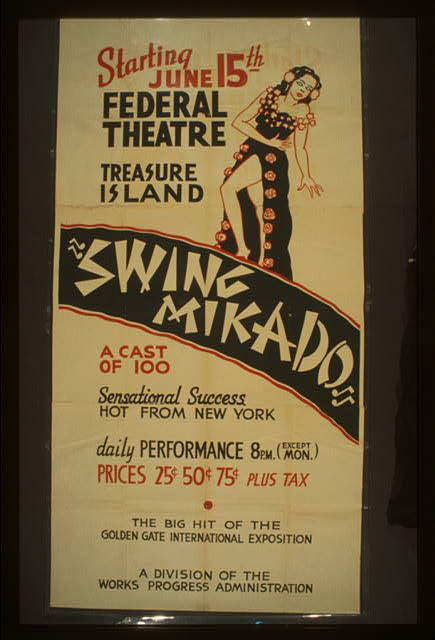 Starting
JUNE 15th
FEDERAL
THEATRE
TREASURE
ISLAND
"SWING
MIKADO"
A CAST
OF 100
Sensational Success
HOT FROM NEW YORK
daily PERFORMANCE 8P.M. (EXCEPT MON.)
PRICES 25¢ 50¢ 75¢ PLUS TAX
THE BIG HIT OF THE
GOLDEN GATE INTERNATIONAL EXPOSITION
A DIVISION OF THE
WORKS PROGRESS ADMINISTRATION